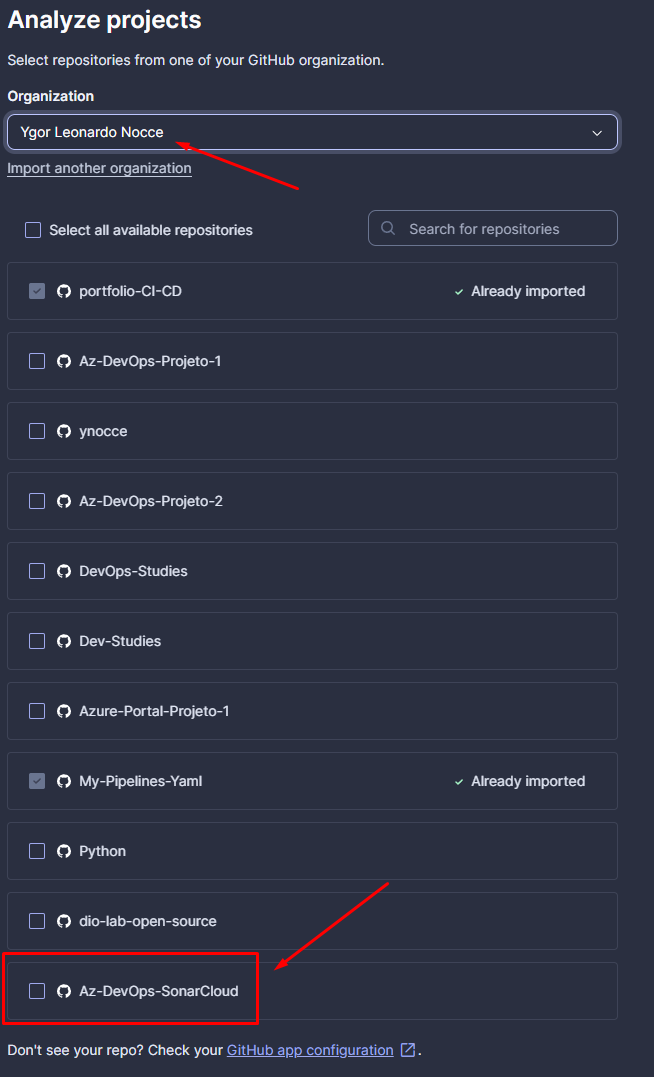 Analyze projects
Select repositories from one of your GitHub organization.
Organization
Ygor Leonardo Nocce
Import another organization
Select all available repositories
Search for repositories
portfolio-CI-CD
Already imported
Az-DevOps-Projeto-1
ynocce
Az-DevOps-Projeto-2
DevOps-Studies
Dev-Studies
Azure-Portal-Projeto-1
My-Pipelines-Yaml
Already imported
Python
dio-lab-open-source
Az-DevOps-SonarCloud
Don't see your repo? Check your GitHub app configuration.